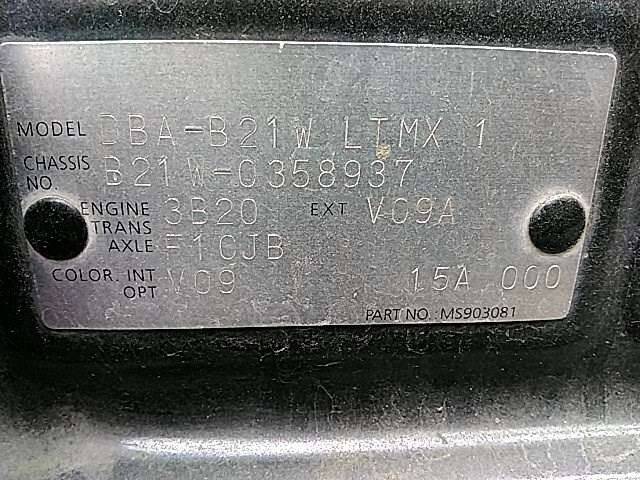 MODEL DBA-B21W LTMX 1
CHASSIS NO. B21W-0358937
ENGINE 3B20 EXT V09A
TRANS AXLE F1CJB
COLOR. INT OPT V09 15A 000
PART NO.: MS903081